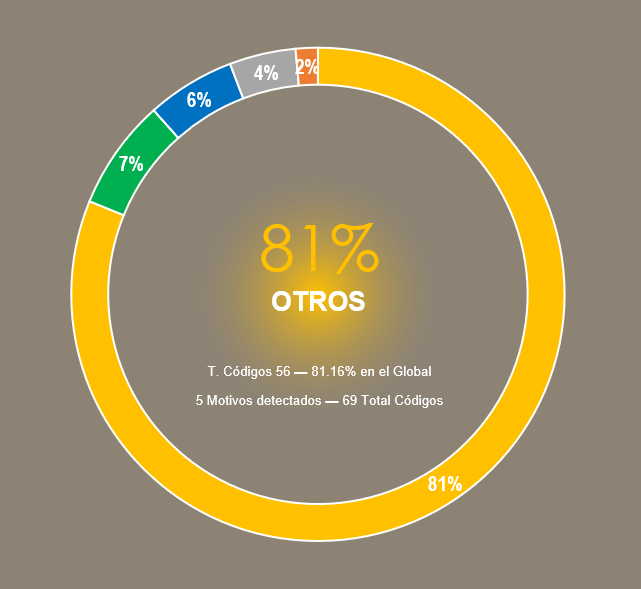 2%
4%
6%
7%
81%
OTROS
T. Códigos 56 — 81.16% en el Global
5 Motivos detectados — 69 Total Códigos
81%